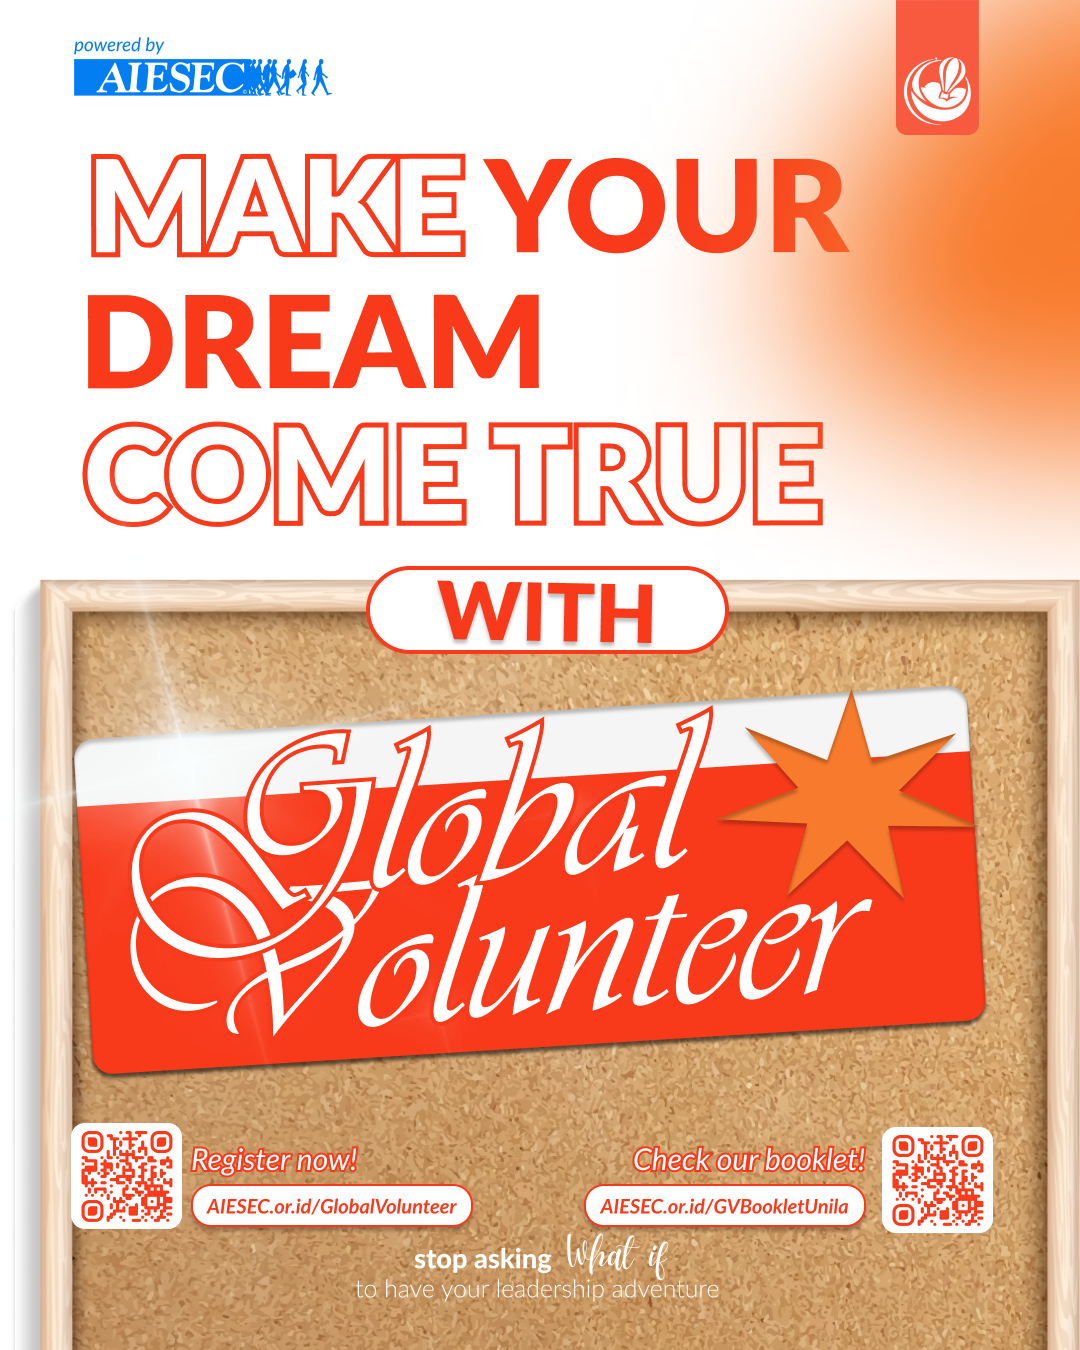 powered by
AIESEC
MAKE YOUR
DREAM
COME TRUE
WITH
Global
Volunteer
Register now!
AIESEC.or.id/GlobalVolunteer
Check our booklet!
AIESEC.or.id/GVBookletUnila
stop asking What if
to have your leadership adventure